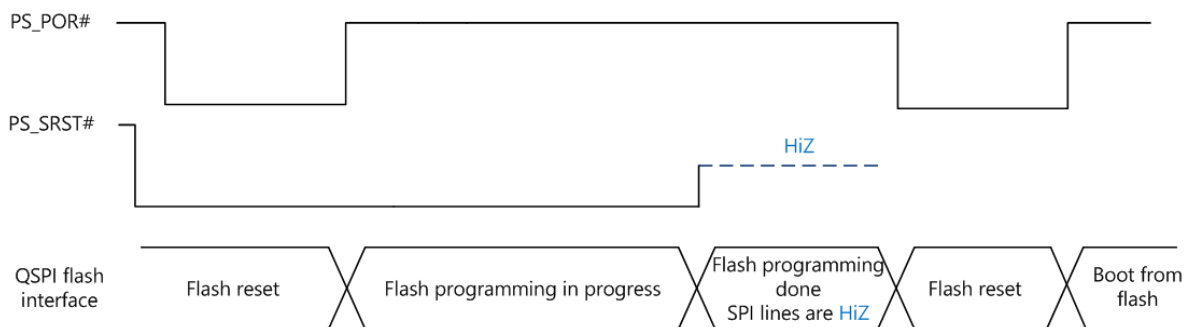 PS_POR#
PS_SRST#
HiZ
QSPI flash
interface
Flash reset
Flash programming in progress
Flash programming
done
SPI lines are HiZ
Flash reset
Boot from
flash